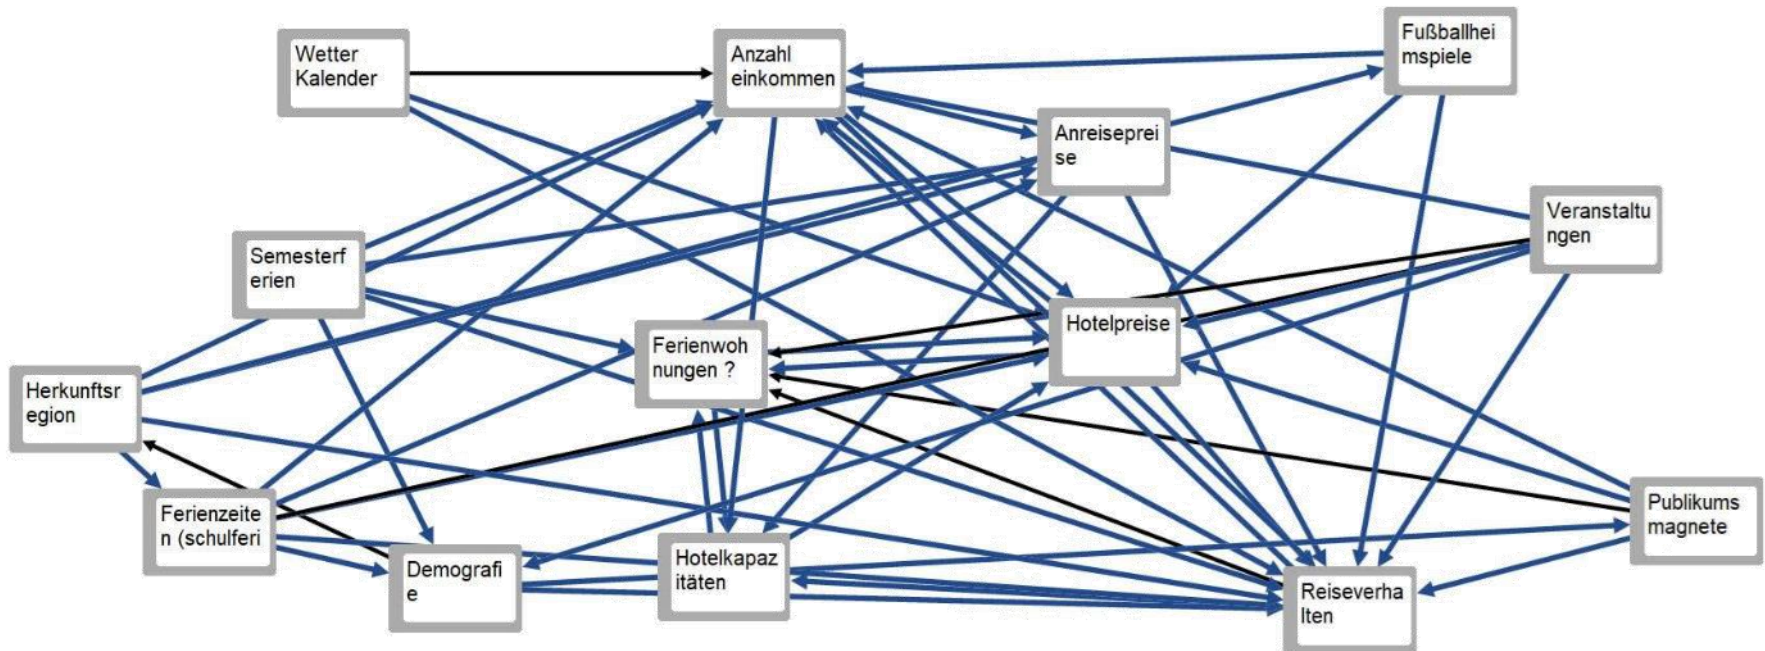 Wetter
Kalender
Anzahl
einkommen
Fußballhei
mspiele
Anreiseprei
se
Veranstaltu
ngen
Semesterf
erien
Hotelpreise
Ferienwoh
nungen ?
Herkunftsr
egion
Ferienzeite
n (schulferi
Demografi
e
Hotelkapaz
itäten
Publikums
magnete
Reiseverha
lten